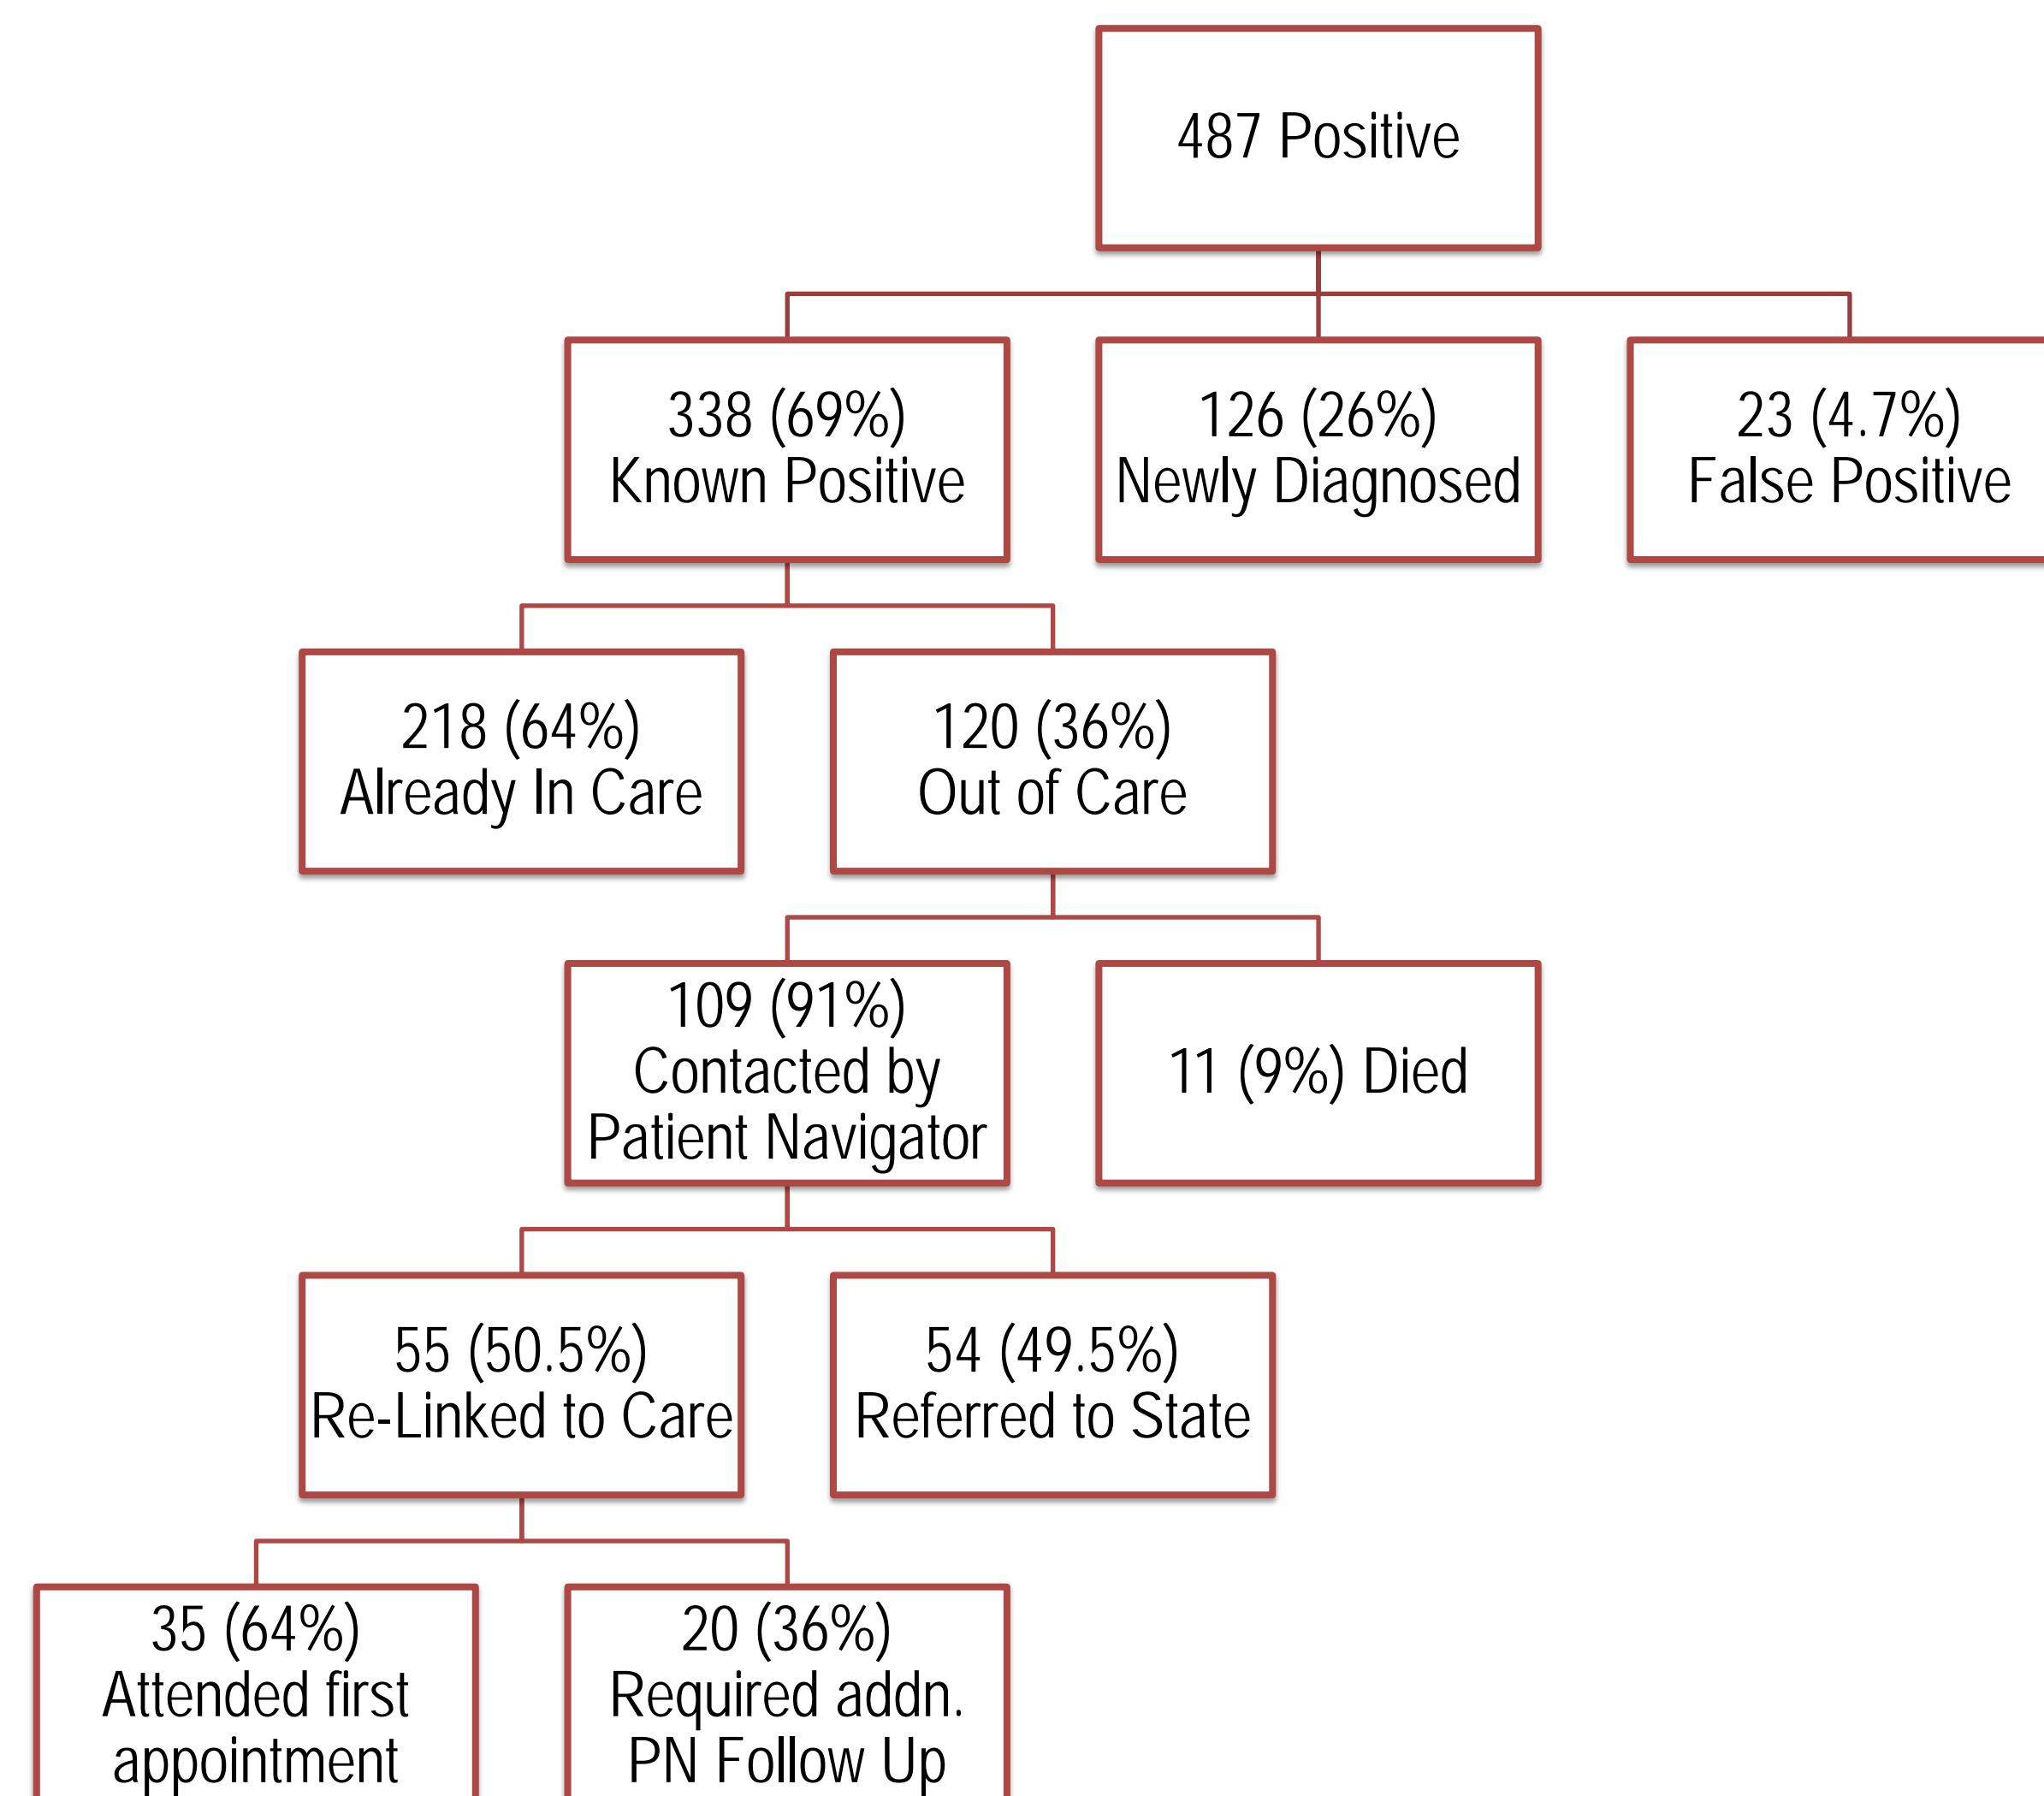 487 Positive
338 (69%)
Known Positive
126 (26%)
Newly Diagnosed
23 (4.7%)
False Positive
218 (64%)
Already In Care
120 (36%)
Out of Care
109 (91%)
Contacted by
Patient Navigator
11 (9%) Died
55 (50.5%)
Re-Linked to Care
54 (49.5%)
Referred to State
35 (64%)
Attended first
appointment
20 (36%)
Required addn.
PN Follow Up